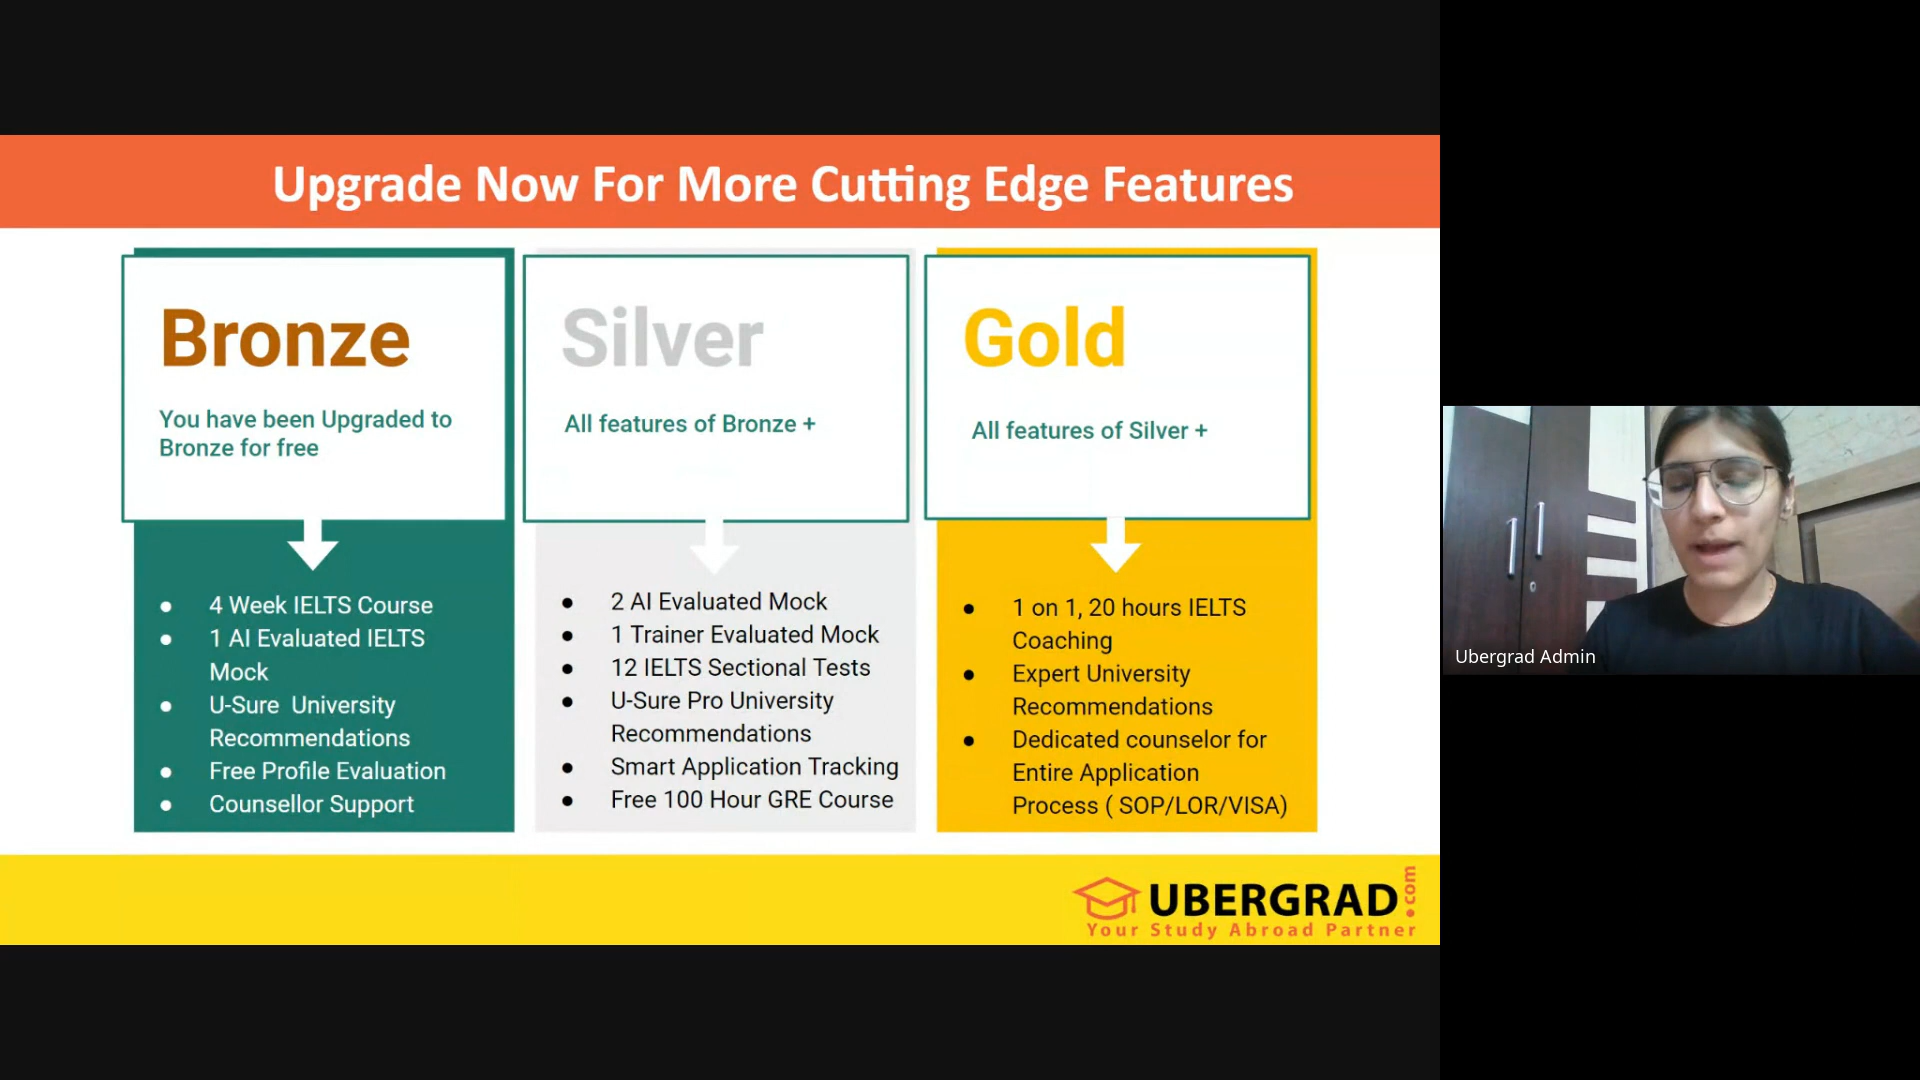 Upgrade Now For More Cutting Edge Features
Bronze
You have been Upgraded to
Bronze for free
● 4 Week IELTS Course
● 1 AI Evaluated IELTS
Mock
● U-Sure University
Recommendations
● Free Profile Evaluation
● Counsellor Support
Silver
All features of Bronze +
● 2 AI Evaluated Mock
● 1 Trainer Evaluated Mock
● 12 IELTS Sectional Tests
● U-Sure Pro University
Recommendations
● Smart Application Tracking
● Free 100 Hour GRE Course
Gold
All features of Silver +
● 1 on 1, 20 hours IELTS
Coaching
● Expert University
Recommendations
● Dedicated counselor for
Entire Application
Process ( SOP/LOR/VISA)
UBERGRAD.com
Your Study Abroad Partner
Ubergrad Admin